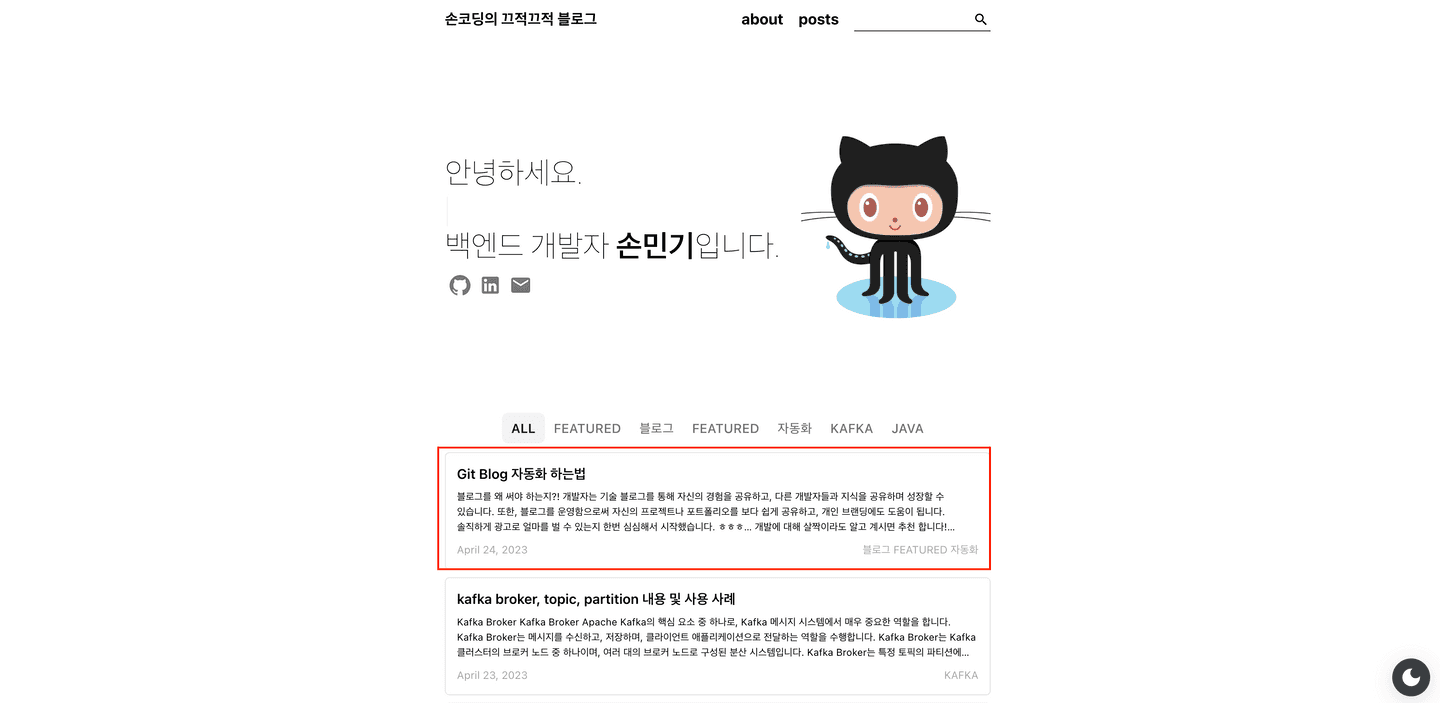 손코딩의 끄적끄적 블로그
about posts
안녕하세요.
백엔드 개발자 손민기입니다.
ALL FEATURED 블로그 FEATURED 자동화 KAFKA JAVA
Git Blog 자동화 하는법
블로그를 왜 써야 하는지?! 개발자는 기술 블로그를 통해 자신의 경험을 공유하고, 다른 개발자들과 지식을 공유하며 성장할 수
있습니다. 또한, 블로그를 운영함으로써 자신의 프로젝트나 포트폴리오를 보다 쉽게 공유하고, 개인 브랜딩에도 도움이 됩니다.
솔직하게 광고로 얼마를 벌 수 있는지 한번 심심해서 시작했습니다. ㅎㅎㅎ... 개발에 대해 살짝이라도 알고 계시면 추천 합니다!...
April 24, 2023 블로그 FEATURED 자동화
kafka broker, topic, partition 내용 및 사용 사례
Kafka Broker Kafka Broker Apache Kafka의 핵심 요소 중 하나로, Kafka 메시지 시스템에서 매우 중요한 역할을 합니다.
Kafka Broker는 메시지를 수신하고, 저장하며, 클라이언트 애플리케이션으로 전달하는 역할을 수행합니다. Kafka Broker는 Kafka
클러스터의 브로커 노드 중 하나이며, 여러 대의 브로커 노드로 구성된 분산 시스템입니다. Kafka Broker는 특정 토픽의 파티션에...
April 23, 2023 KAFKA